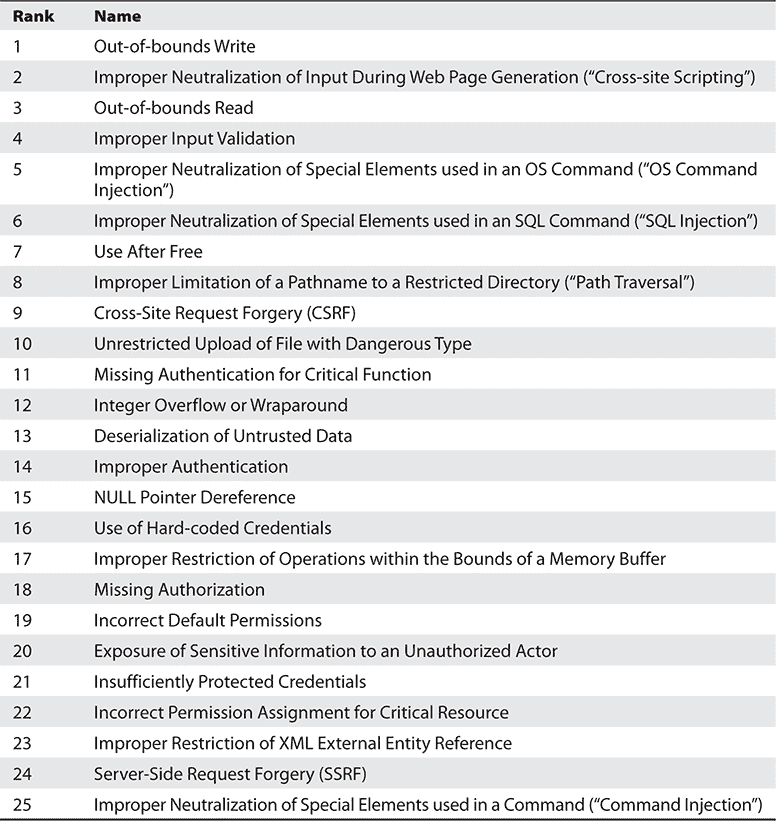 Rank Name
1 Out-of-bounds Write
2 Improper Neutralization of Input During Web Page Generation (“Cross-site Scripting”)
3 Out-of-bounds Read
4 Improper Input Validation
5 Improper Neutralization of Special Elements used in an OS Command (“OS Command
Injection”)
6 Improper Neutralization of Special Elements used in an SQL Command (“SQL Injection”)
7 Use After Free
8 Improper Limitation of a Pathname to a Restricted Directory (“Path Traversal”)
9 Cross-Site Request Forgery (CSRF)
10 Unrestricted Upload of File with Dangerous Type
11 Missing Authentication for Critical Function
12 Integer Overflow or Wraparound
13 Deserialization of Untrusted Data
14 Improper Authentication
15 NULL Pointer Dereference
16 Use of Hard-coded Credentials
17 Improper Restriction of Operations within the Bounds of a Memory Buffer
18 Missing Authorization
19 Incorrect Default Permissions
20 Exposure of Sensitive Information to an Unauthorized Actor
21 Insufficiently Protected Credentials
22 Incorrect Permission Assignment for Critical Resource
23 Improper Restriction of XML External Entity Reference
24 Server-Side Request Forgery (SSRF)
25 Improper Neutralization of Special Elements used in a Command (“Command Injection”)